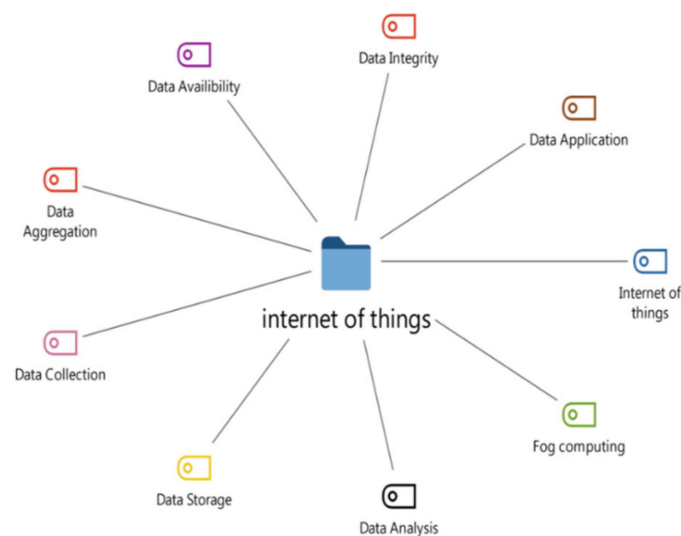 Data Integrity
Data Availibility
Data Application
Data
Aggregation
Internet of
things
internet of things
Data Collection
Fog computing
Data Storage
Data Analysis